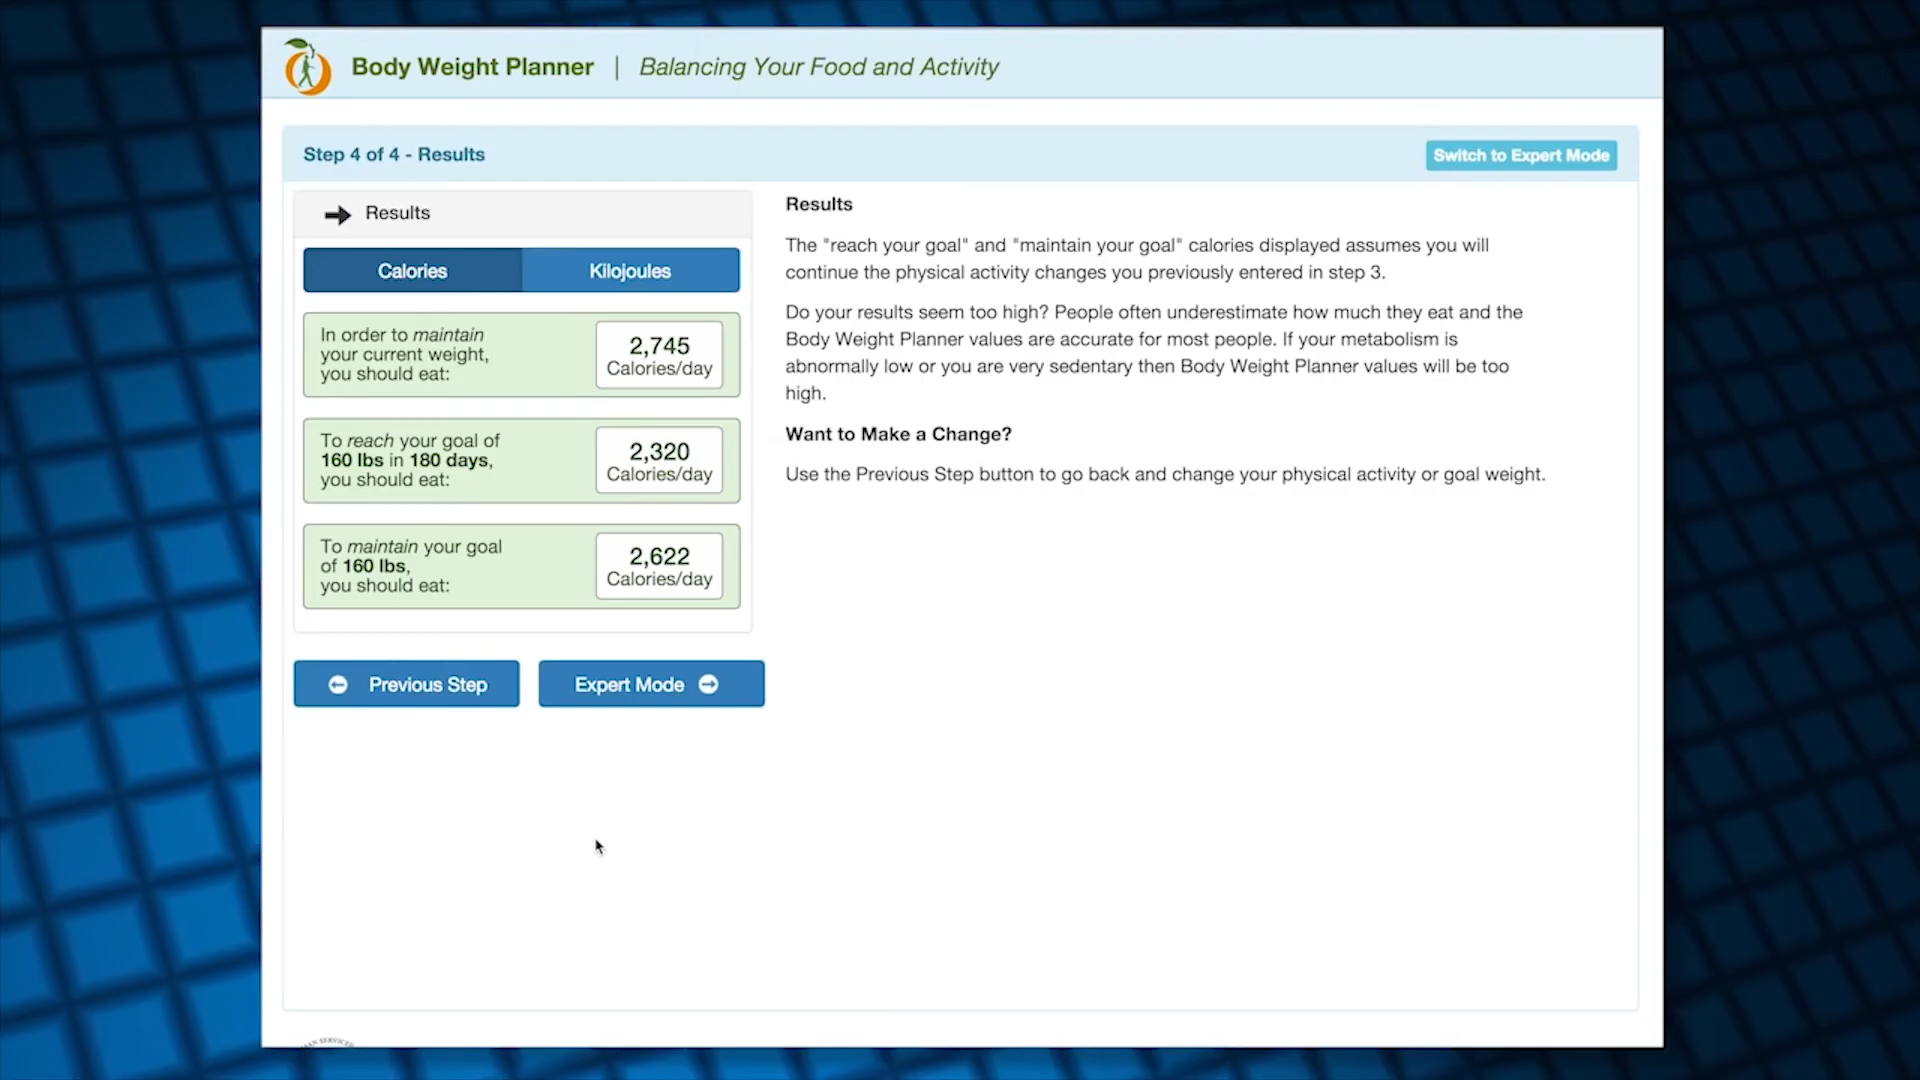 Body Weight Planner | Balancing Your Food and Activity
Step 4 of 4 - Results
Switch to Expert Mode
Results
Calories
Kilojoules
In order to maintain
your current weight,
you should eat:
2,745
Calories/day
To reach your goal of
160 lbs in 180 days,
you should eat:
2,320
Calories/day
To maintain your goal
of 160 lbs,
you should eat:
2,622
Calories/day
Previous Step
Expert Mode
Results
The "reach your goal" and "maintain your goal" calories displayed assumes you will
continue the physical activity changes you previously entered in step 3.
Do your results seem too high? People often underestimate how much they eat and the
Body Weight Planner values are accurate for most people. If your metabolism is
abnormally low or you are very sedentary then Body Weight Planner values will be too
high.
Want to Make a Change?
Use the Previous Step button to go back and change your physical activity or goal weight.